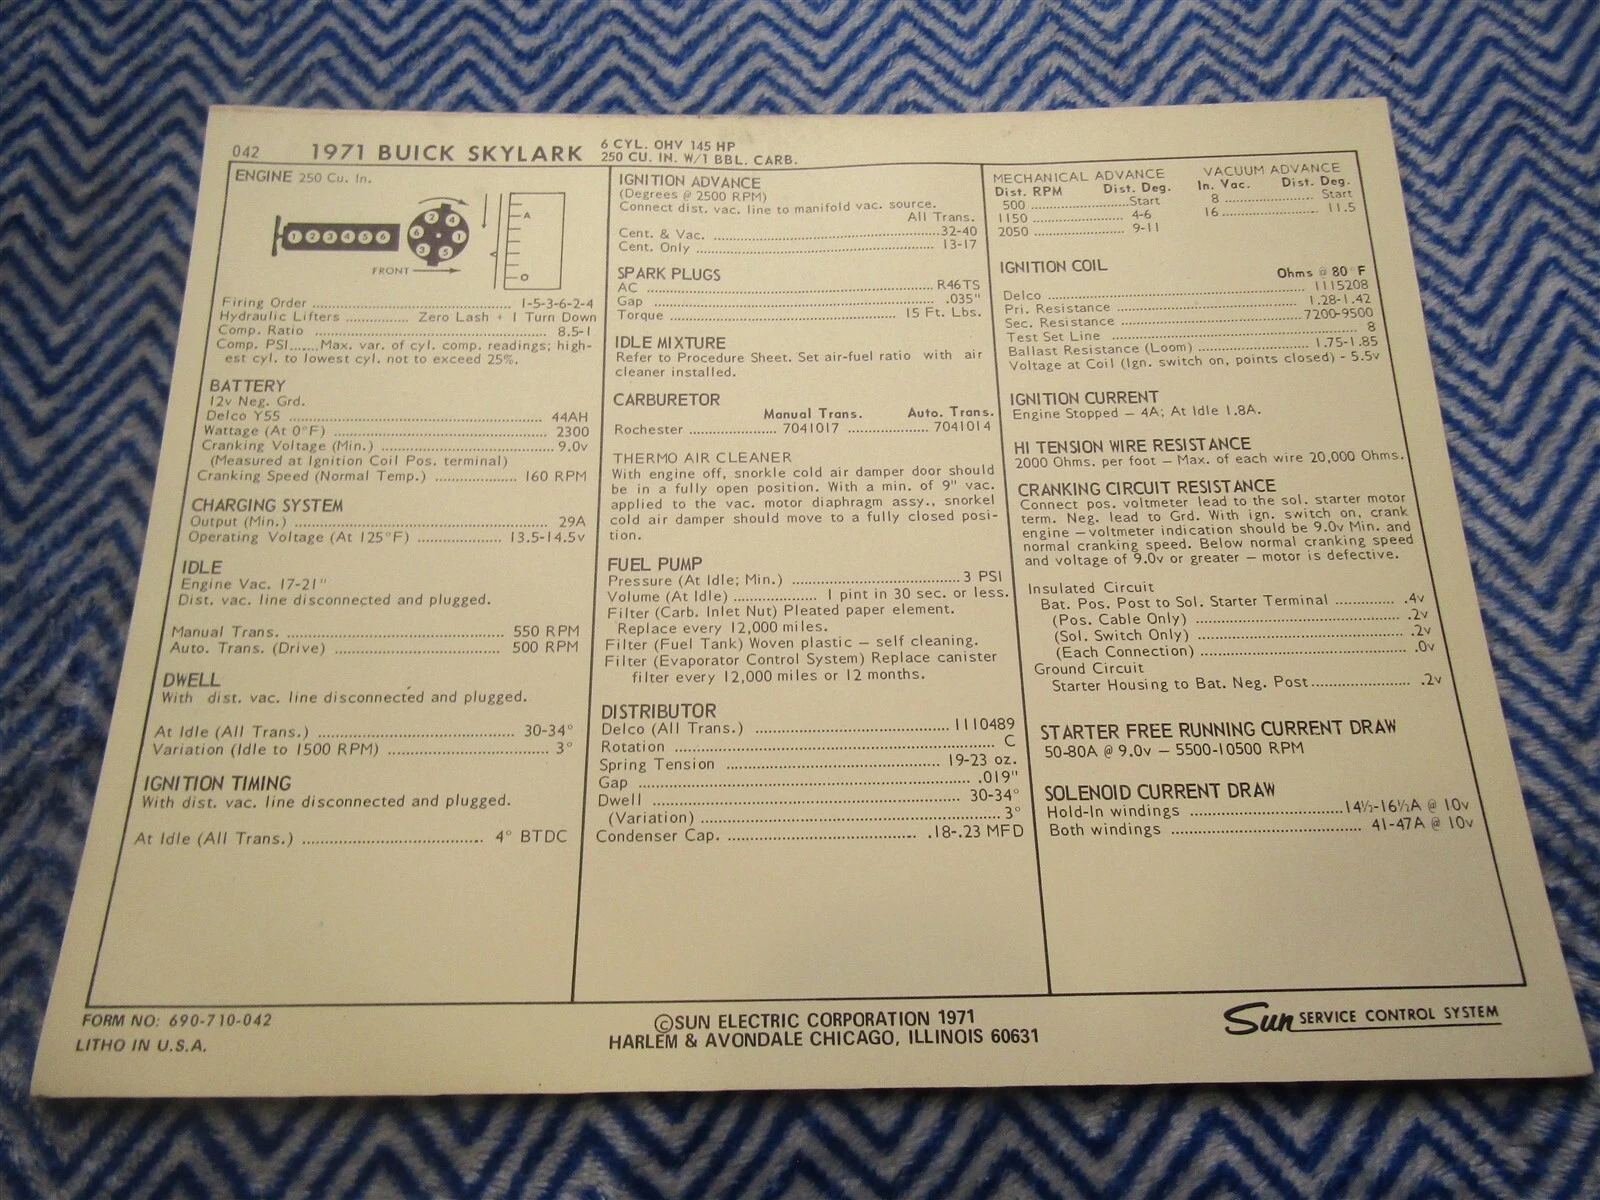 042 1971 BUICK SKYLARK 6 CYL. OHV 145 HP
250 CU. IN. W/1 BBL. CARB.
ENGINE 250 Cu. In.
1 2 3 4 5 6
2 4 6 1 3 5
A
O
FRONT
Firing Order 1-5-3-6-2-4
Hydraulic Lifters Zero Lash + 1 Turn Down
Comp. Ratio 8.5-1
Comp. PSI......Max. var. of cyl. comp. readings; high-
est cyl. to lowest cyl. not to exceed 25%.
BATTERY
12v Neg. Grd.
Delco Y55 44AH
Wattage (At 0°F) 2300
Cranking Voltage (Min.) 9.0v
(Measured at Ignition Coil Pos. terminal)
Cranking Speed (Normal Temp.) 160 RPM
CHARGING SYSTEM
Output (Min.) 29A
Operating Voltage (At 125°F) 13.5-14.5v
IDLE
Engine Vac. 17-21"
Dist. vac. line disconnected and plugged.
Manual Trans. 550 RPM
Auto. Trans. (Drive) 500 RPM
DWELL
With dist. vac. line disconnected and plugged.
At Idle (All Trans.) 30-34°
Variation (Idle to 1500 RPM) 3°
IGNITION TIMING
With dist. vac. line disconnected and plugged.
At Idle (All Trans.) 4° BTDC
IGNITION ADVANCE
(Degrees @ 2500 RPM)
Connect dist. vac. line to manifold vac. source.
All Trans.
Cent. & Vac. 32-40
Cent. Only 13-17
SPARK PLUGS
AC R46TS
Gap .035"
Torque 15 Ft. Lbs.
IDLE MIXTURE
Refer to Procedure Sheet. Set air-fuel ratio with air
cleaner installed.
CARBURETOR
Manual Trans. Auto. Trans.
Rochester 7041017 7041014
THERMO AIR CLEANER
With engine off, snorkle cold air damper door should
be in a fully open position. With a min. of 9" vac.
applied to the vac. motor diaphragm assy., snorkel
cold air damper should move to a fully closed posi-
tion.
FUEL PUMP
Pressure (At Idle; Min.) 3 PSI
Volume (At Idle) 1 pint in 30 sec. or less.
Filter (Carb. Inlet Nut) Pleated paper element.
Replace every 12,000 miles.
Filter (Fuel Tank) Woven plastic — self cleaning.
Filter (Evaporator Control System) Replace canister
filter every 12,000 miles or 12 months.
DISTRIBUTOR
Delco (All Trans.) 1110489
Rotation C
Spring Tension 19-23 oz.
Gap .019"
Dwell 30-34°
(Variation) 3°
Condenser Cap. .18-.23 MFD
MECHANICAL ADVANCE
Dist. RPM Dist. Deg.
500 Start
1150 4-6
2050 9-11
VACUUM ADVANCE
In. Vac. Dist. Deg.
8 Start
16 11.5
IGNITION COIL
Ohms @ 80°F
Delco 1115208
Pri. Resistance 1.28-1.42
Sec. Resistance 7200-9500
Test Set Line 8
Ballast Resistance (Loom) 1.75-1.85
Voltage at Coil (Ign. switch on, points closed) - 5.5v
IGNITION CURRENT
Engine Stopped — 4A; At Idle 1.8A.
HI TENSION WIRE RESISTANCE
2000 Ohms. per foot — Max. of each wire 20,000 Ohms.
CRANKING CIRCUIT RESISTANCE
Connect pos. voltmeter lead to the sol. starter motor
term. Neg. lead to Grd. With ign. switch on, crank
engine —voltmeter indication should be 9.0v Min. and
normal cranking speed. Below normal cranking speed
and voltage of 9.0v or greater — motor is defective.
Insulated Circuit
Bat. Pos. Post to Sol. Starter Terminal .4v
(Pos. Cable Only) .2v
(Sol. Switch Only) .2v
(Each Connection) .0v
Ground Circuit
Starter Housing to Bat. Neg. Post .2v
STARTER FREE RUNNING CURRENT DRAW
50-80A @ 9.0v — 5500-10500 RPM
SOLENOID CURRENT DRAW
Hold-In windings 14½-16½A @ 10v
Both windings 41-47A @ 10v
FORM NO: 690-710-042
LITHO IN U.S.A.
©SUN ELECTRIC CORPORATION 1971
HARLEM & AVONDALE CHICAGO, ILLINOIS 60631
Sun SERVICE CONTROL SYSTEM